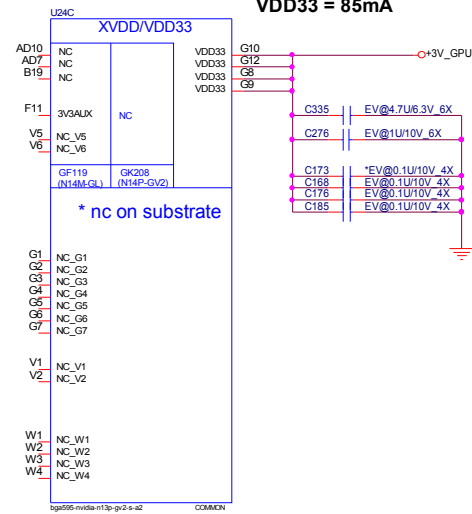 VDD33 = 85mA
U24C
XVDD/VDD33
AD10 NC VDD33 G10 +3V_GPU
AD7 NC VDD33 G12
B19 NC VDD33 G8
VDD33 G9
C335 EV@4.7U/6.3V_6X
F11 3V3AUX NC
C276 EV@1U/10V_6X
V5 NC_V5
V6 NC_V6
C173 *EV@0.1U/10V_4X
GF119 GK208 C168 EV@0.1U/10V_4X
(N14M-GL) (N14P-GV2) C176 EV@0.1U/10V_4X
C185 EV@0.1U/10V_4X
* nc on substrate
G1 NC_G1
G2 NC_G2
G3 NC_G3
G4 NC_G4
G5 NC_G5
G6 NC_G6
G7 NC_G7
V1 NC_V1
V2 NC_V2
W1 NC_W1
W2 NC_W2
W3 NC_W3
W4 NC_W4
bga595-nvidia-n13p-gv2-s-a2 COMMON